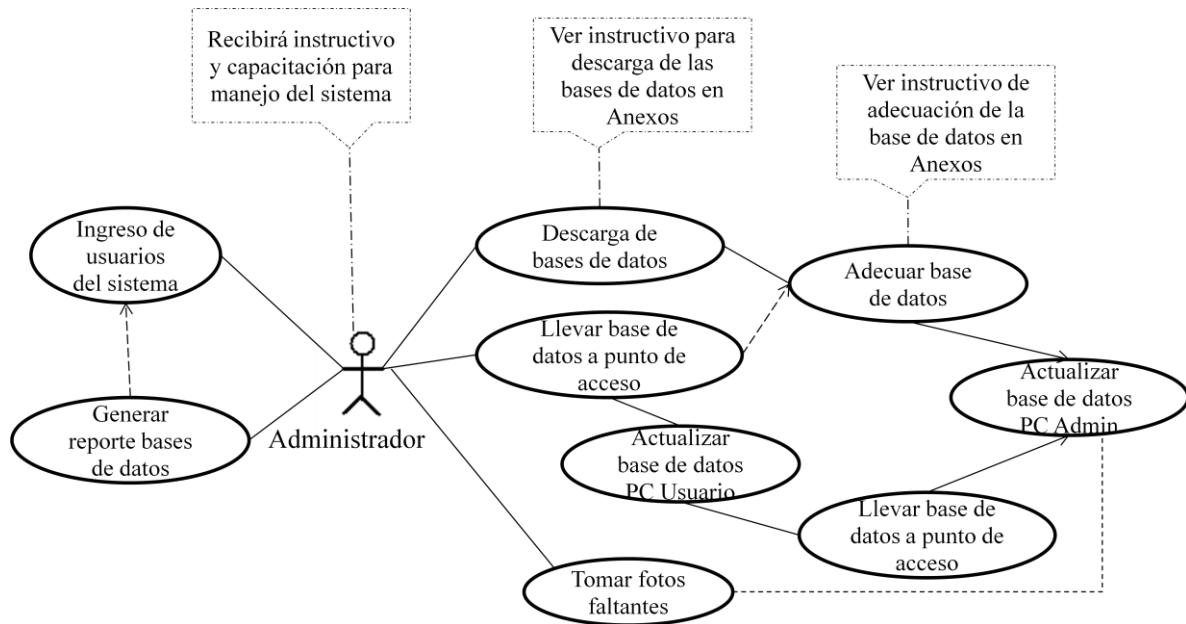 Recibirá instructivo
y capacitación para
manejo del sistema
Ver instructivo para
descarga de las
bases de datos en
Anexos
Ver instructivo de
adecuación de la
base de datos en
Anexos
Ingreso de
usuarios
del sistema
Descarga de
bases de datos
Adecuar base
de datos
Llevar base de
datos a punto de
acceso
Actualizar
base de datos
PC Admin
Generar
reporte bases
de datos
Administrador
Actualizar
base de datos
PC Usuario
Llevar base de
datos a punto de
acceso
Tomar fotos
faltantes